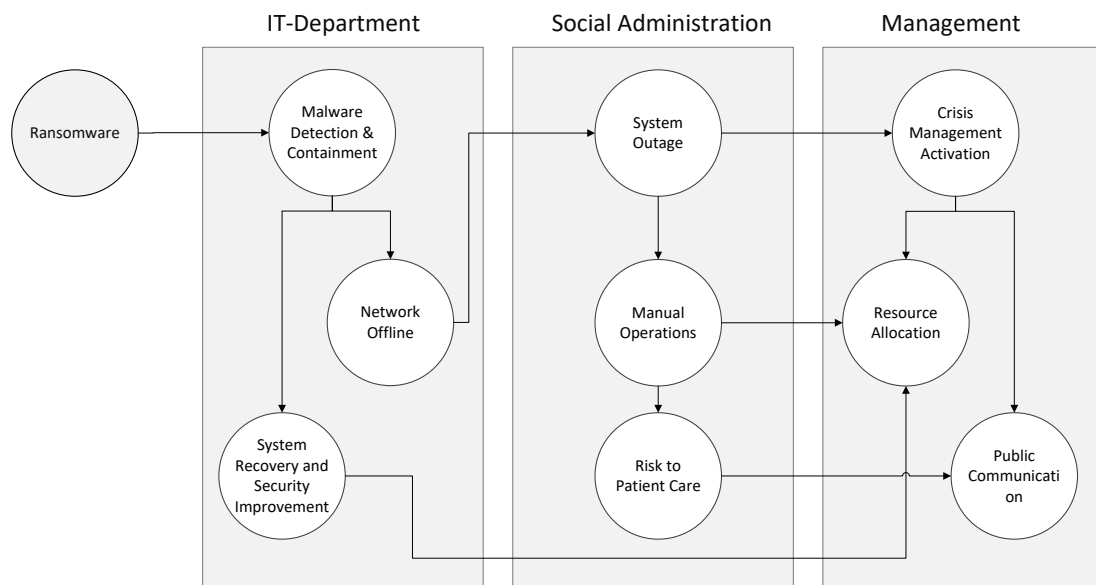 IT-Department
Social Administration
Management
Ransomware
Malware
Detection &
Containment
System
Outage
Crisis
Management
Activation
Network
Offline
Manual
Operations
Resource
Allocation
System
Recovery and
Security
Improvement
Risk to
Patient Care
Public
Communicati
on